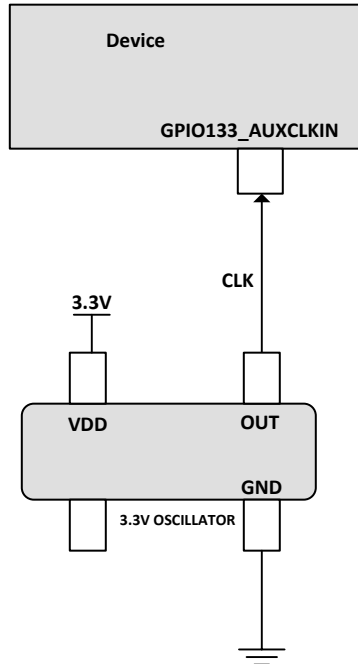 Device
GPIO133_AUXCLKIN
CLK
3.3V
VDD
OUT
GND
3.3V OSCILLATOR